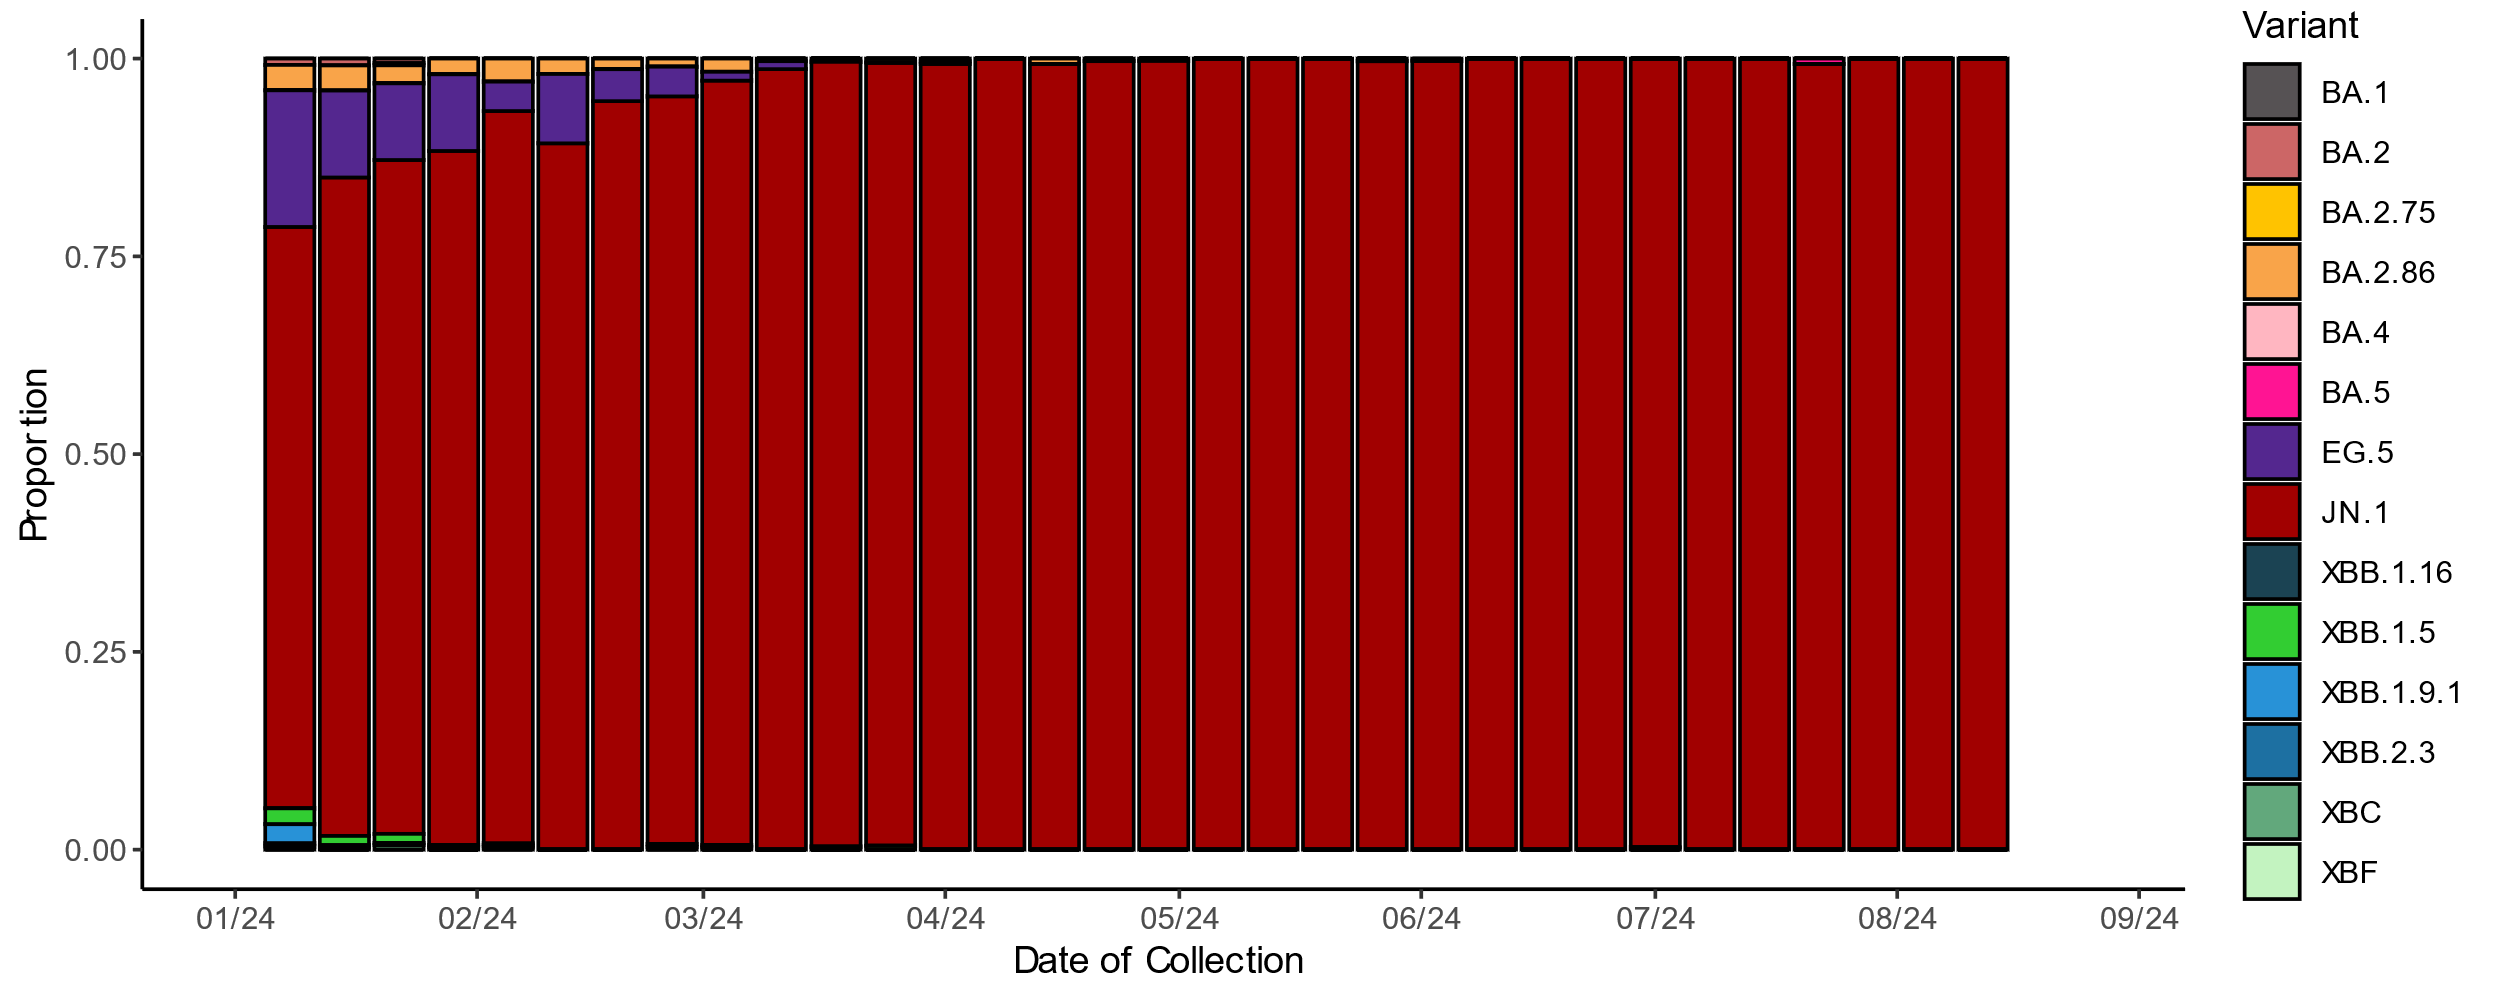 Variant
BA.1
BA.2
BA.2.75
BA.2.86
BA.4
BA.5
EG.5
JN.1
XBB.1.16
XBB.1.5
XBB.1.9.1
XBB.2.3
XBC
XBF
Proportion
1.00
0.75
0.50
0.25
0.00
01/24 02/24 03/24 04/24 05/24 06/24 07/24 08/24 09/24
Date of Collection